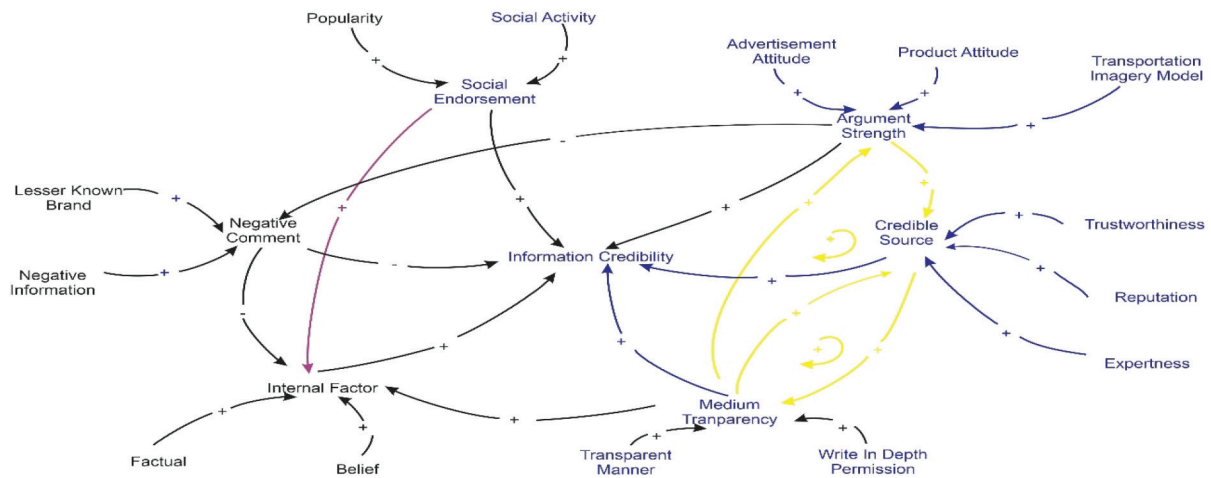 Popularity
Social Activity
+
+
Social
Endorsement
Advertisement
Attitude
Product Attitude
Transportation
Imagery Model
+
+
+
Argument
Strength
-
Lesser Known
Brand
+
Negative
Comment
+
+
+
+
Negative
Information
+
-
Information Credibility
+
+
Credible
Source
+
Trustworthiness
+
Reputation
-
+
+
+
+
+
+
Expertness
Internal Factor
+
Medium
Tranparency
+
+
+
Factual
Belief
Transparent
Manner
+
Write In Depth
Permission